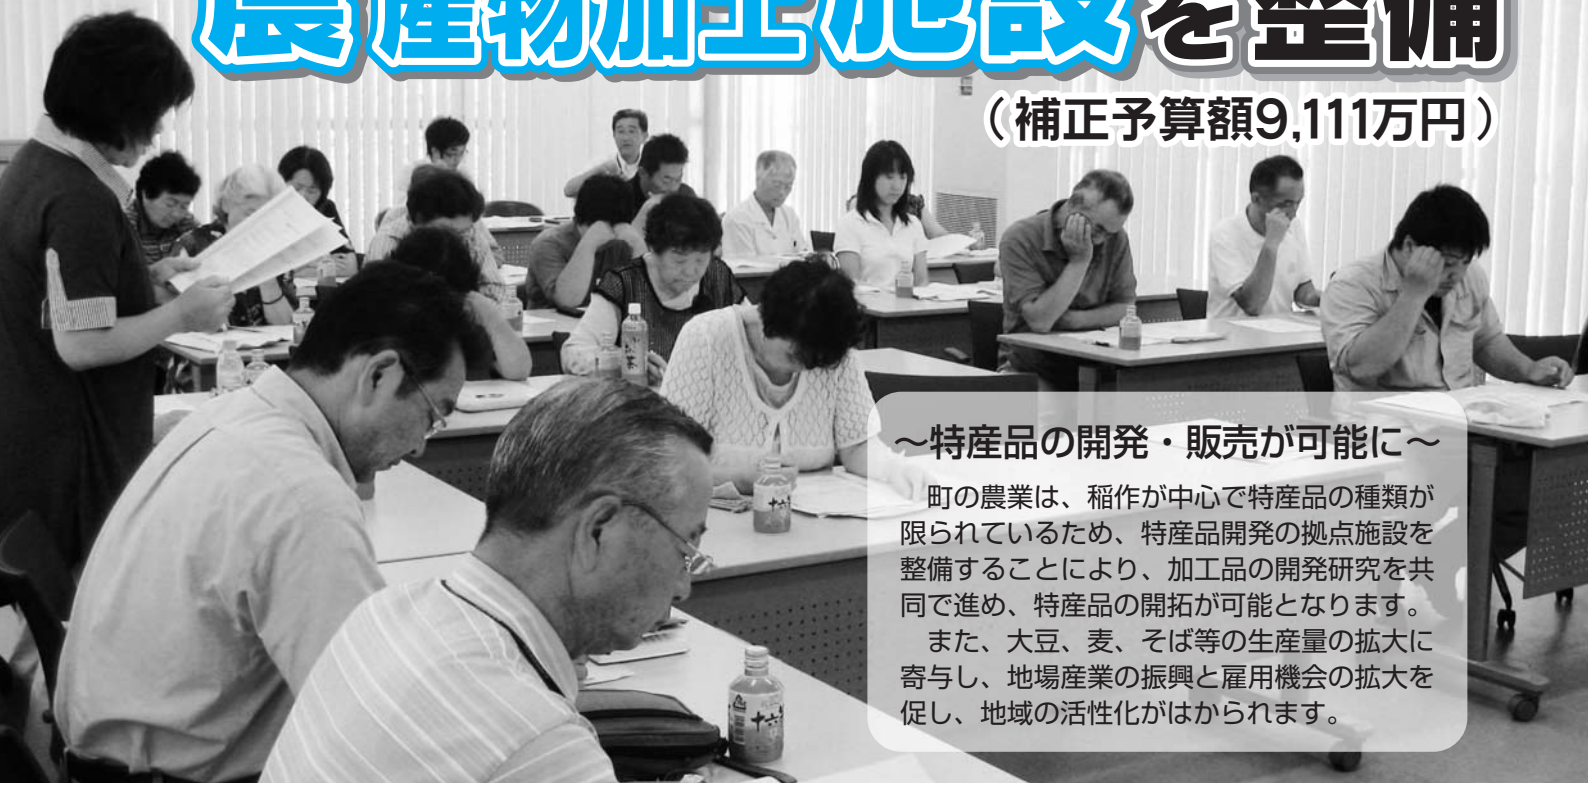 農産物加工施設を整備
（補正予算額9,111万円）
～特産品の開発・販売が可能に～
町の農業は、稲作が中心で特産品の種類が
限られているため、特産品開発の拠点施設を
整備することにより、加工品の開発研究を共
同で進め、特産品の開拓が可能となります。
また、大豆、麦、そば等の生産量の拡大に
寄与し、地場産業の振興と雇用機会の拡大を
促し、地域の活性化がはかられます。
十六